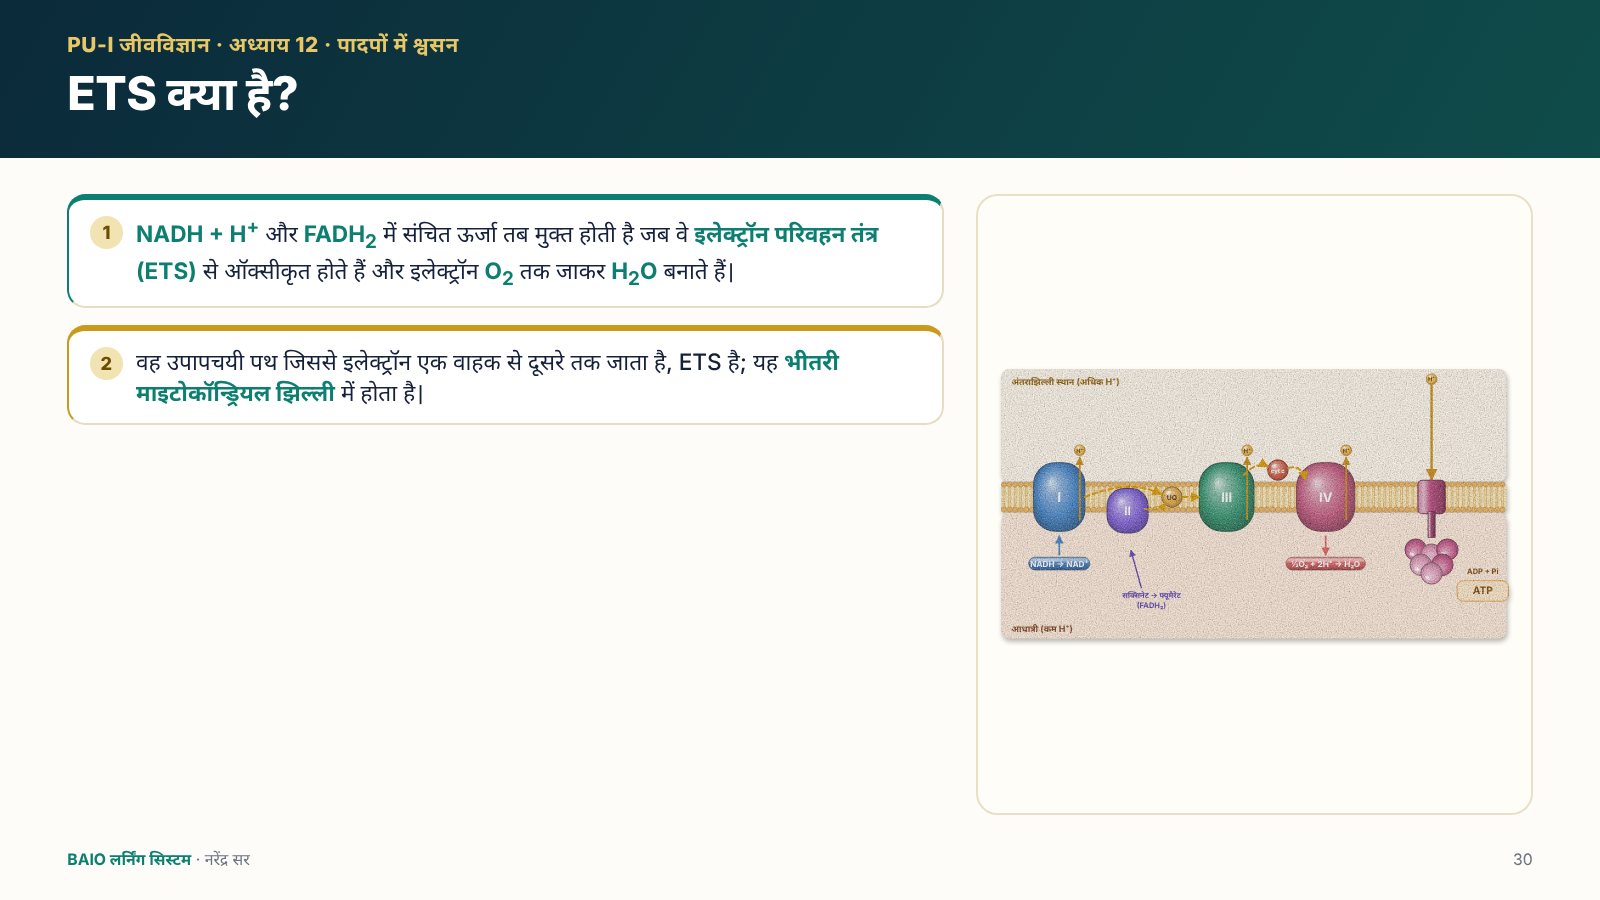 PU-I जीवविज्ञान · अध्याय 12 · पादपों में श्वसन
ETS क्या है?
1
NADH + H⁺ और FADH₂ में संचित ऊर्जा तब मुक्त होती है जब वे इलेक्ट्रॉन परिवहन तंत्र
(ETS) से ऑक्सीकृत होते हैं और इलेक्ट्रॉन O₂ तक जाकर H₂O बनाते हैं|
2
वह उपापचयी पथ जिससे इलेक्ट्रॉन एक वाहक से दूसरे तक जाता है, ETS है; यह भीतरी
माइटोकॉन्ड्रियल झिल्ली में होता है|
अंतराझिल्ली स्थान (अधिक H⁺)
H⁺
H⁺
H⁺
H⁺
cyt c
I
II
UQ
III
IV
NADH → NAD⁺
½O₂ + 2H⁺ → H₂O
सक्सिनेट → फ्यूमैरेट
(FADH₂)
ADP + Pi
ATP
आधात्री (कम H⁺)
BAIO लर्निंग सिस्टम · नरेंद्र सर
30